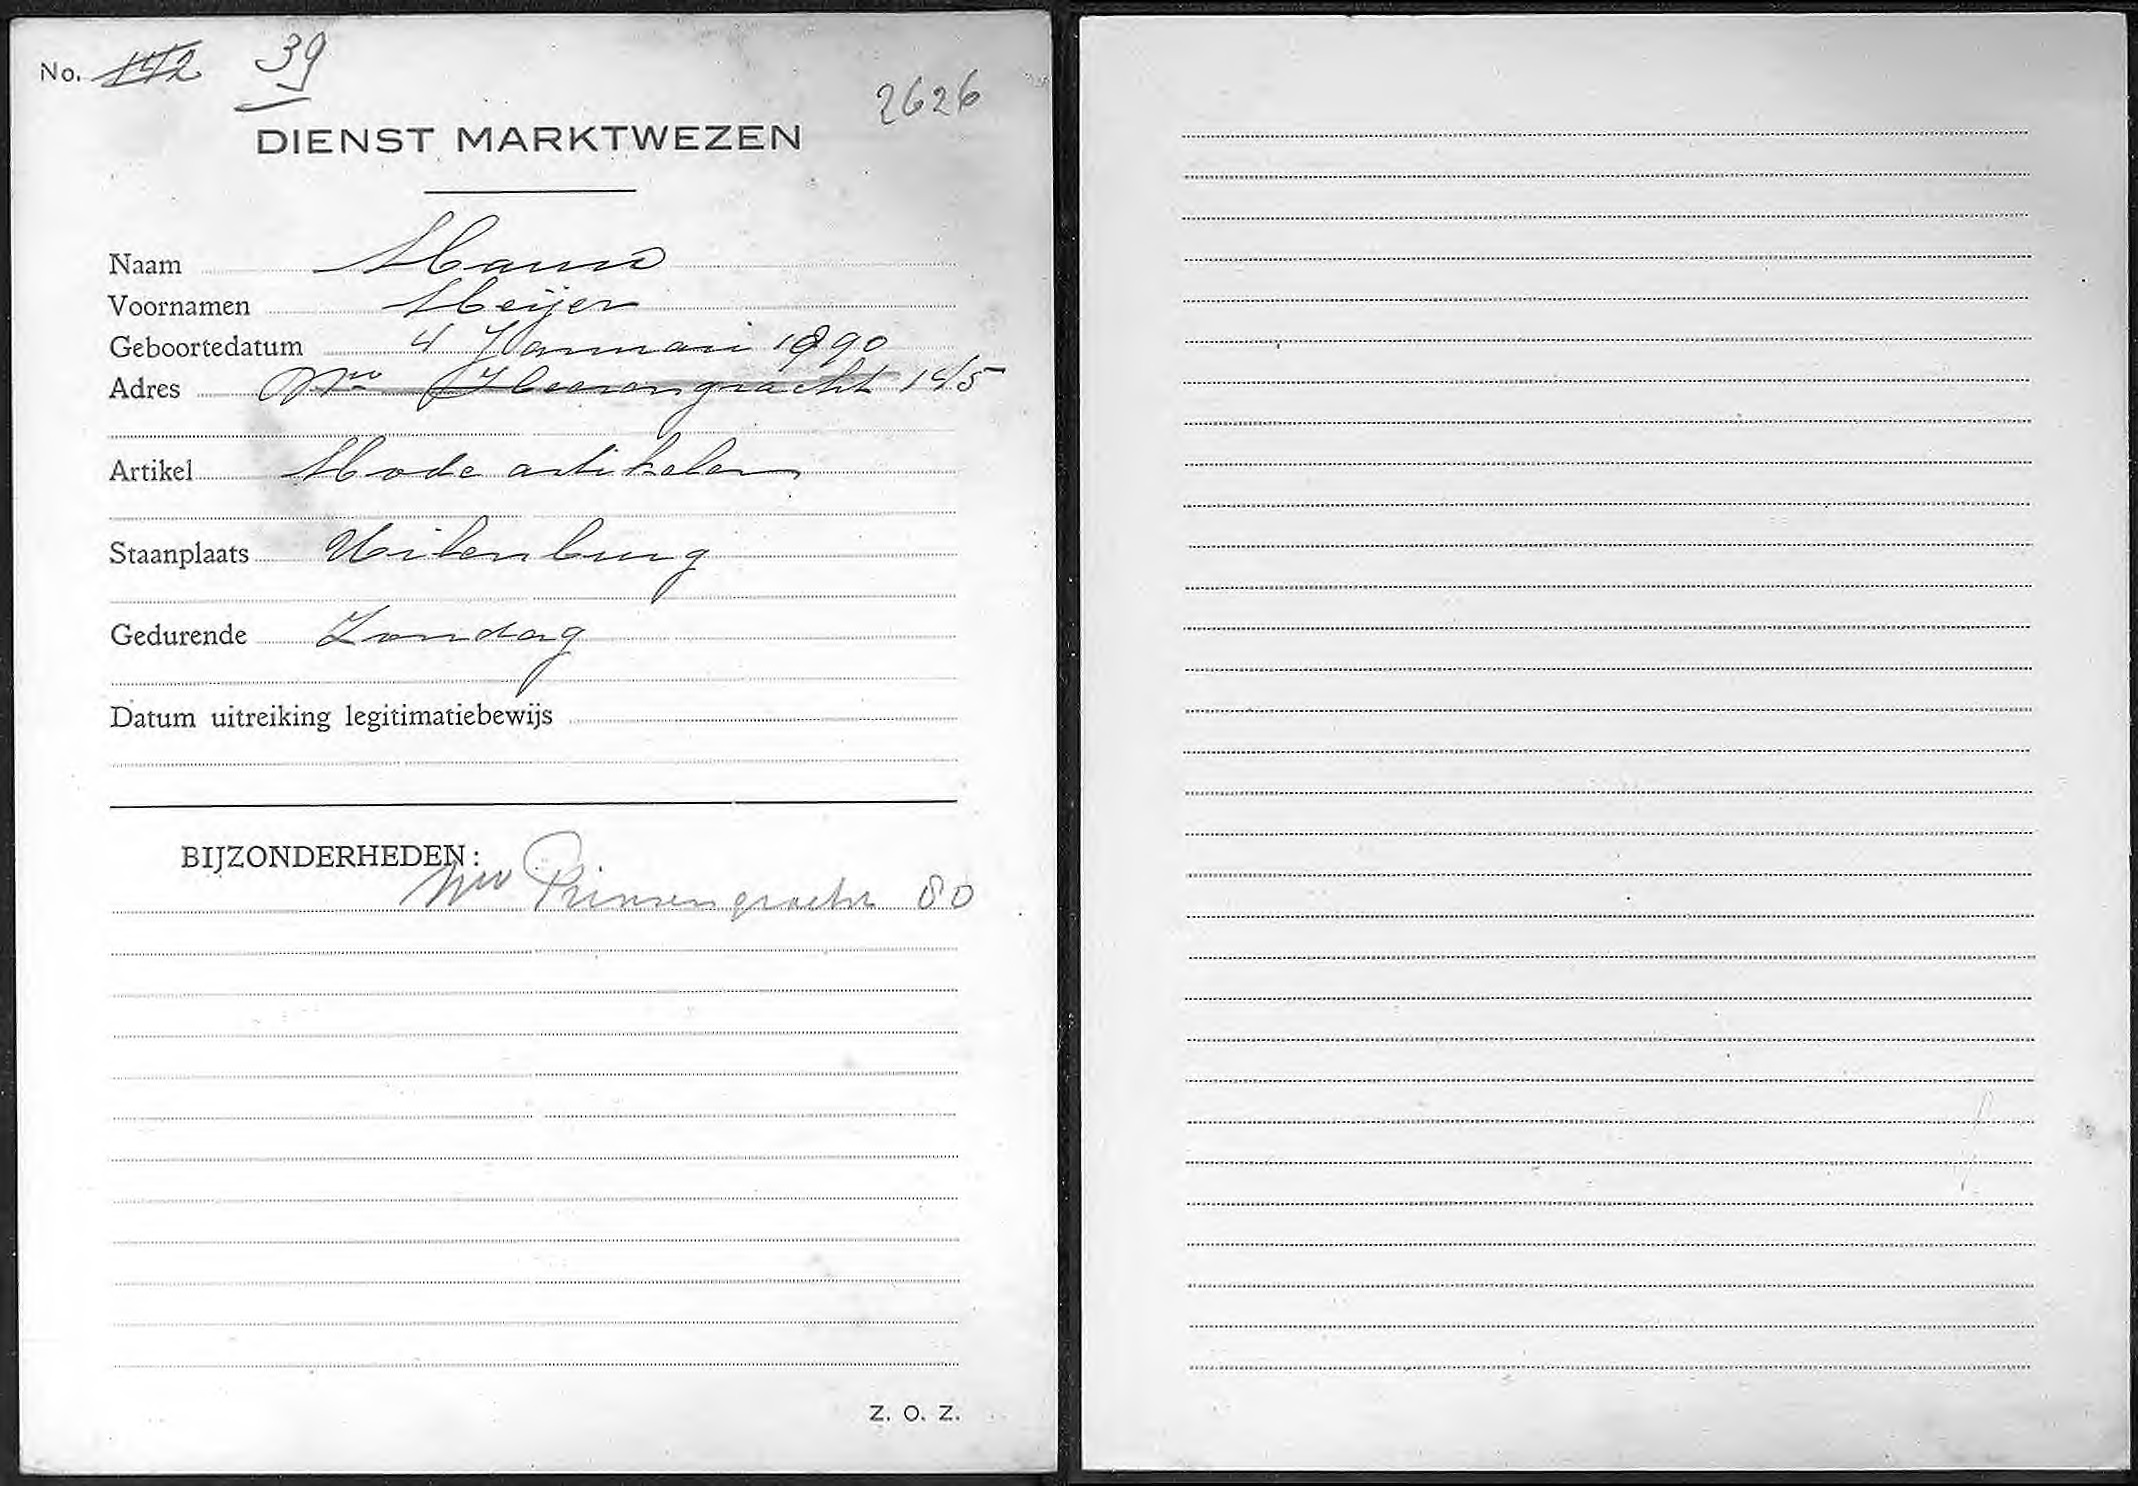 No. 142 39
2626
DIENST MARKTWEZEN
Naam
Voornamen Meijer
Geboortedatum 4 Januari 1890
Adres Nw Heerengracht 145
Artikel Mode artikelen
Staanplaats Uilenburg
Gedurende Zondag
Datum uitreiking legitimatiebewijs
BIJZONDERHEDEN:
Nw Prinsengracht 80
Z. O. Z.